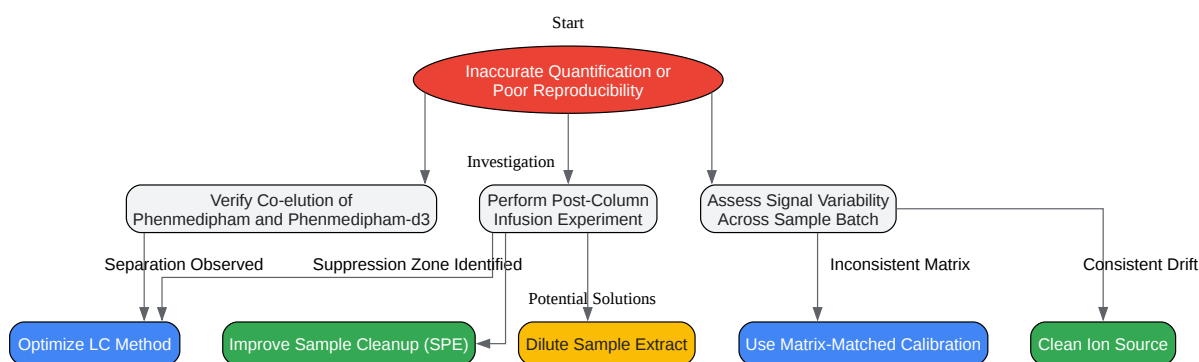 Start
Inaccurate Quantification or
Poor Reproducibility
Investigation
Verify Co-elution of
Phenmedipham and Phenmedipham-d3
Perform Post-Column
Infusion Experiment
Assess Signal Variability
Across Sample Batch
Separation Observed
Suppression Zone Identified
Inconsistent Matrix
Consistent Drift
Potential Solutions
Optimize LC Method
Improve Sample Cleanup (SPE)
Dilute Sample Extract
Use Matrix-Matched Calibration
Clean Ion Source